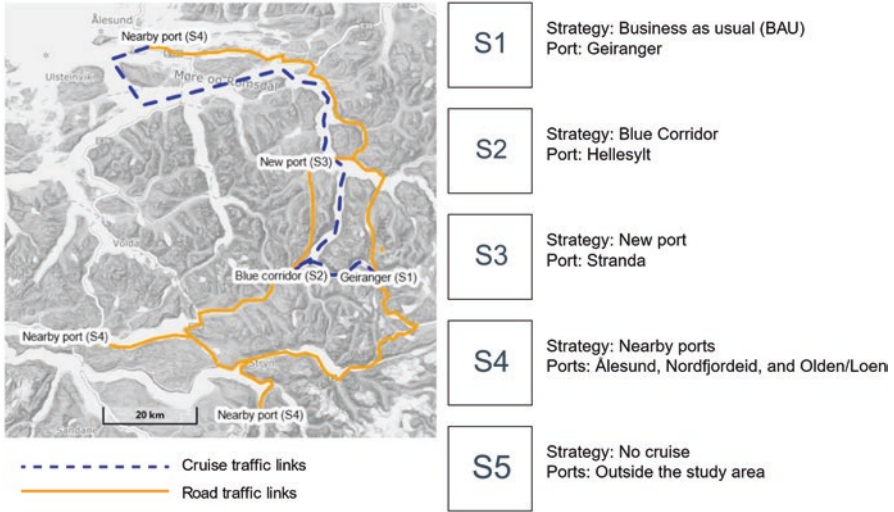 Ålesund
Nearby port (S4)
Ulsteinvik
Møre og Romsdal
New port (S3)
Volda
Blue corridor (S2)
Geiranger (S1)
Nearby port (S4)
Stryn
Nearby port (S4)
20 km
Sandane
Cruise traffic links
Road traffic links
S1
Strategy: Business as usual (BAU)
Port: Geiranger
S2
Strategy: Blue Corridor
Port: Hellesylt
S3
Strategy: New port
Port: Stranda
S4
Strategy: Nearby ports
Ports: Ålesund, Nordfjordeid, and Olden/Loen
S5
Strategy: No cruise
Ports: Outside the study area